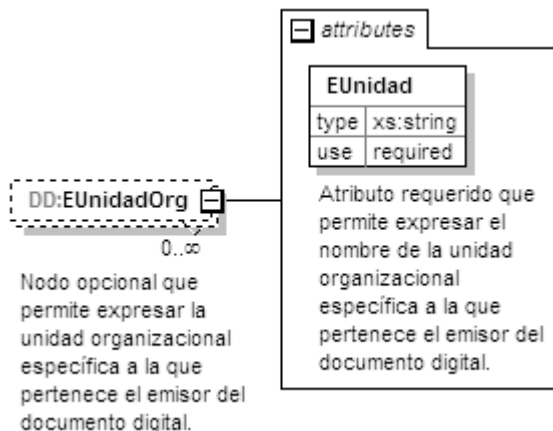 attributes
EUnidad
type xs:string
use required
Atributo requerido que
permite expresar el
nombre de la unidad
organizacional
específica a la que
pertenece el emisor del
documento digital.
DD:EUnidadOrg
0..∞
Nodo opcional que
permite expresar la
unidad organizacional
específica a la que
pertenece el emisor del
documento digital.